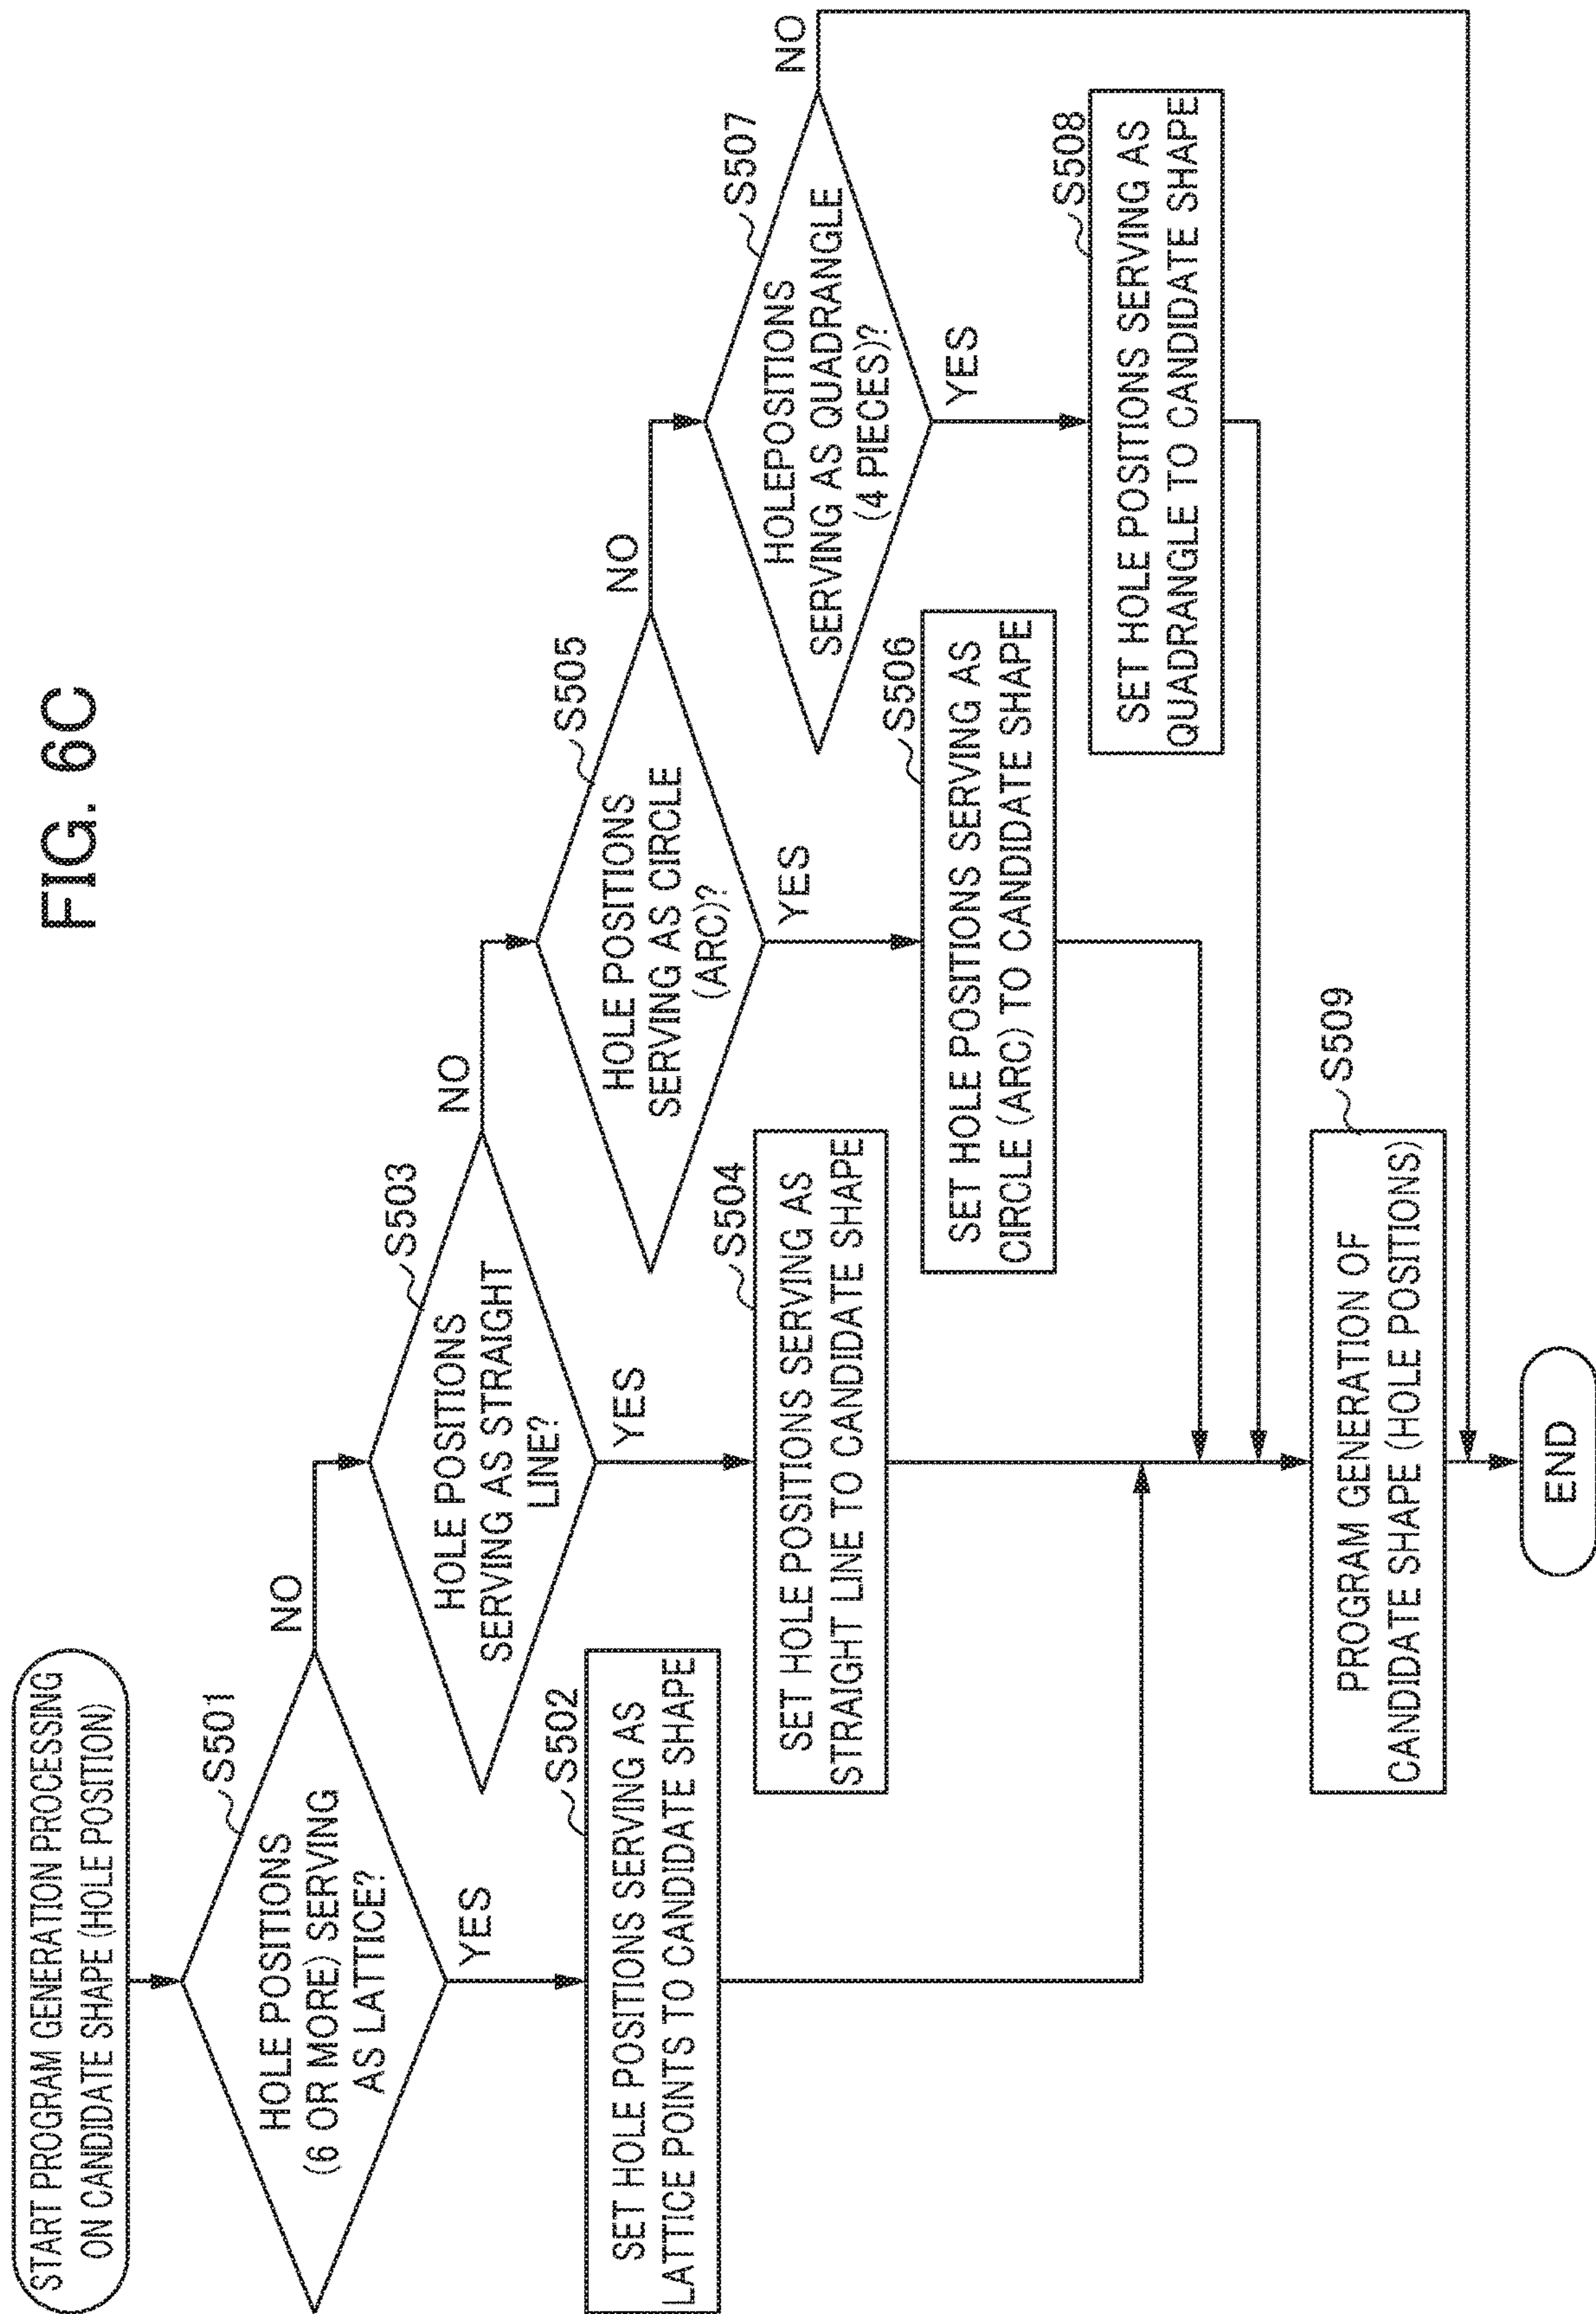 FIG. 6C
START PROGRAM GENERATION PROCESSING
ON CANDIDATE SHAPE (HOLE POSITION)
S501
HOLE POSITIONS
(6 OR MORE) SERVING
AS LATTICE?
NO
YES
S502
SET HOLE POSITIONS SERVING AS
LATTICE POINTS TO CANDIDATE SHAPE
S503
HOLE POSITIONS
SERVING AS STRAIGHT
LINE?
NO
YES
S504
SET HOLE POSITIONS SERVING AS
STRAIGHT LINE TO CANDIDATE SHAPE
S505
HOLE POSITIONS
SERVING AS CIRCLE
(ARC)?
NO
YES
S506
SET HOLE POSITIONS SERVING AS
CIRCLE (ARC) TO CANDIDATE SHAPE
S507
HOLEPOSITIONS
SERVING AS QUADRANGLE
(4 PIECES)?
NO
YES
S508
SET HOLE POSITIONS SERVING AS
QUADRANGLE TO CANDIDATE SHAPE
S509
PROGRAM GENERATION OF
CANDIDATE SHAPE (HOLE POSITIONS)
END